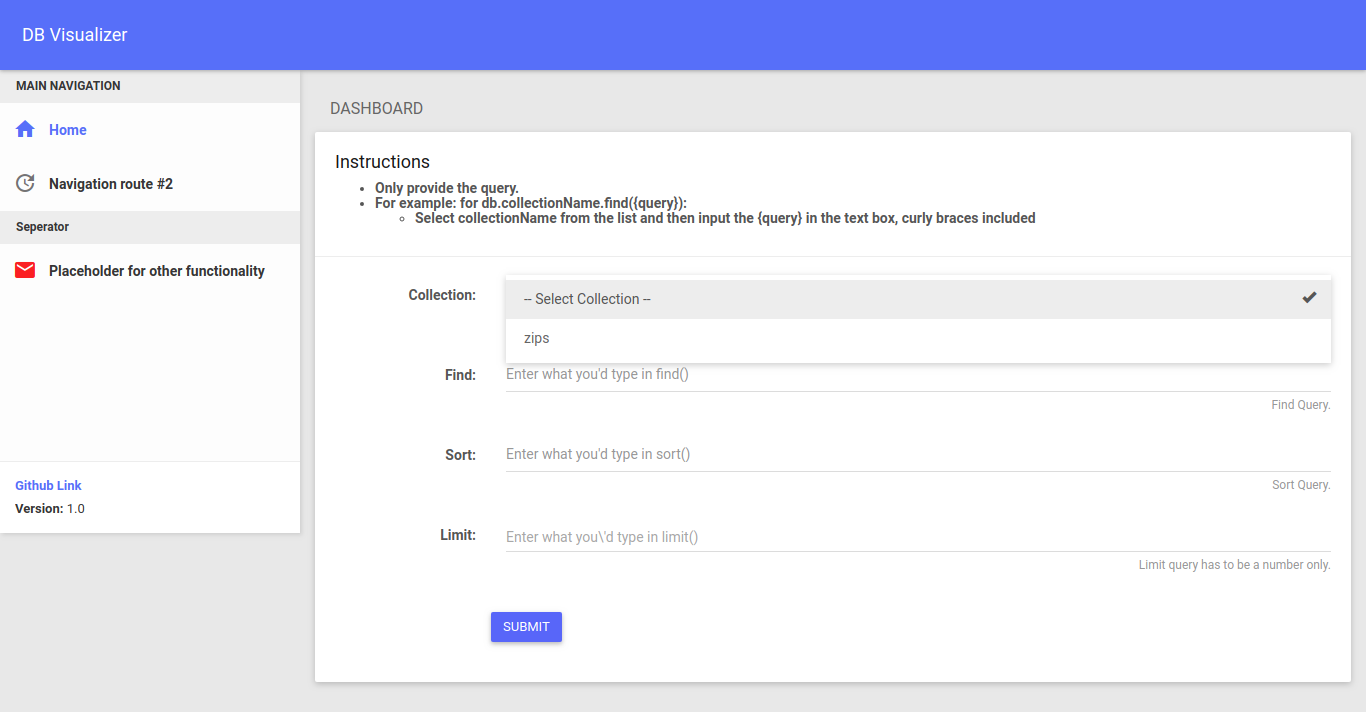 DB Visualizer
MAIN NAVIGATION
Home
Navigation route #2
Seperator
Placeholder for other functionality
Github Link
Version: 1.0
DASHBOARD
Instructions
Only provide the query.
For example: for db.collectionName.find({query}):
Select collectionName from the list and then input the {query} in the text box, curly braces included
Collection:
-- Select Collection --
zips
Find:
Enter what you'd type in find()
Find Query.
Sort:
Enter what you'd type in sort()
Sort Query.
Limit:
Enter what you\'d type in limit()
Limit query has to be a number only.
SUBMIT